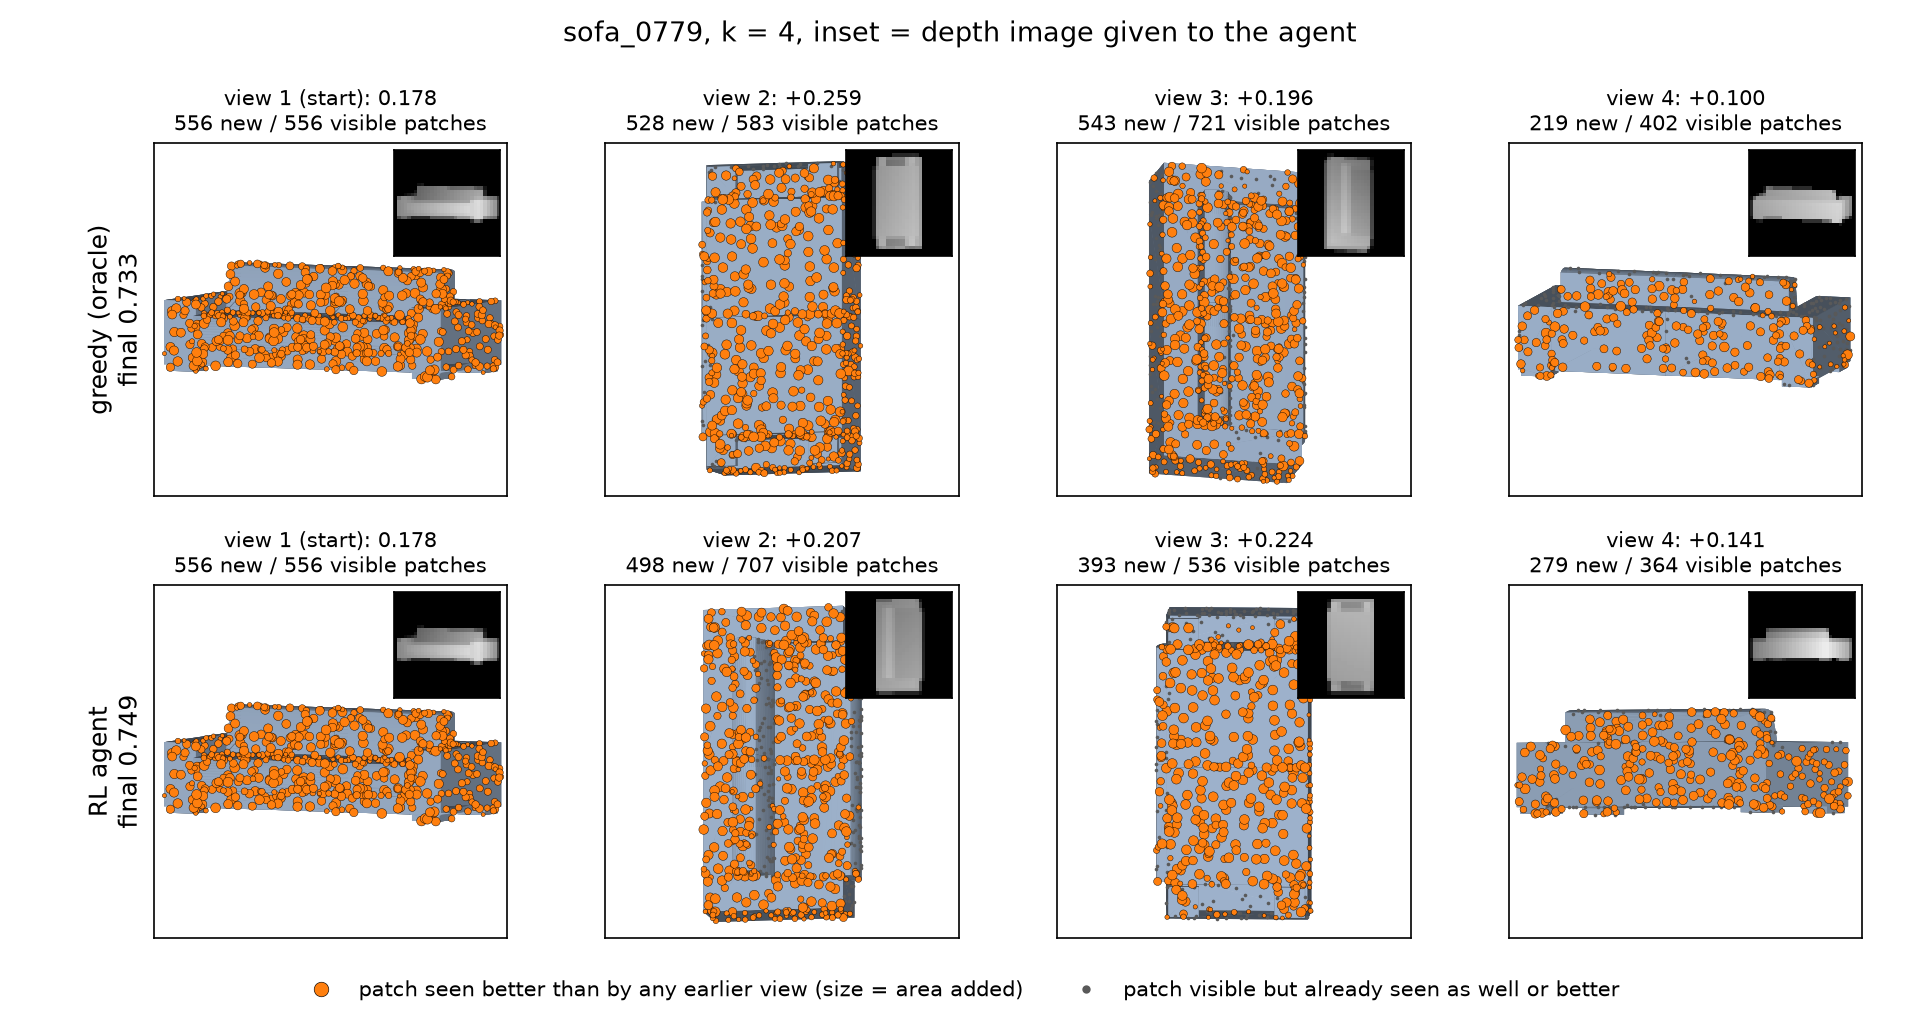 sofa_0779, k = 4, inset = depth image given to the agent
greedy (oracle)
final 0.733
view 1 (start): 0.178
556 new / 556 visible patches
view 2: +0.259
528 new / 583 visible patches
view 3: +0.196
543 new / 721 visible patches
view 4: +0.100
219 new / 402 visible patches
RL agent
final 0.749
view 1 (start): 0.178
556 new / 556 visible patches
view 2: +0.207
498 new / 707 visible patches
view 3: +0.224
393 new / 536 visible patches
view 4: +0.141
279 new / 364 visible patches
patch seen better than by any earlier view (size = area added)
patch visible but already seen as well or better